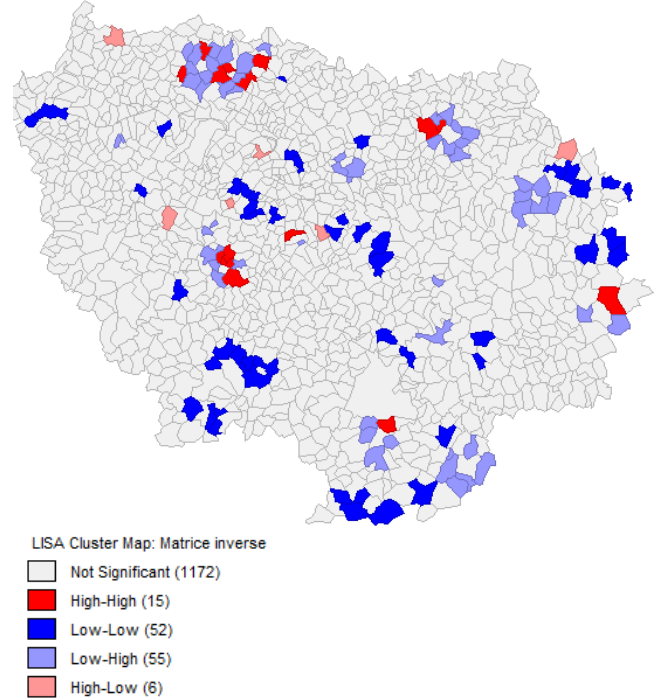 LISA Cluster Map: Matrice inverse
Not Significant (1172)
High-High (15)
Low-Low (52)
Low-High (55)
High-Low (6)